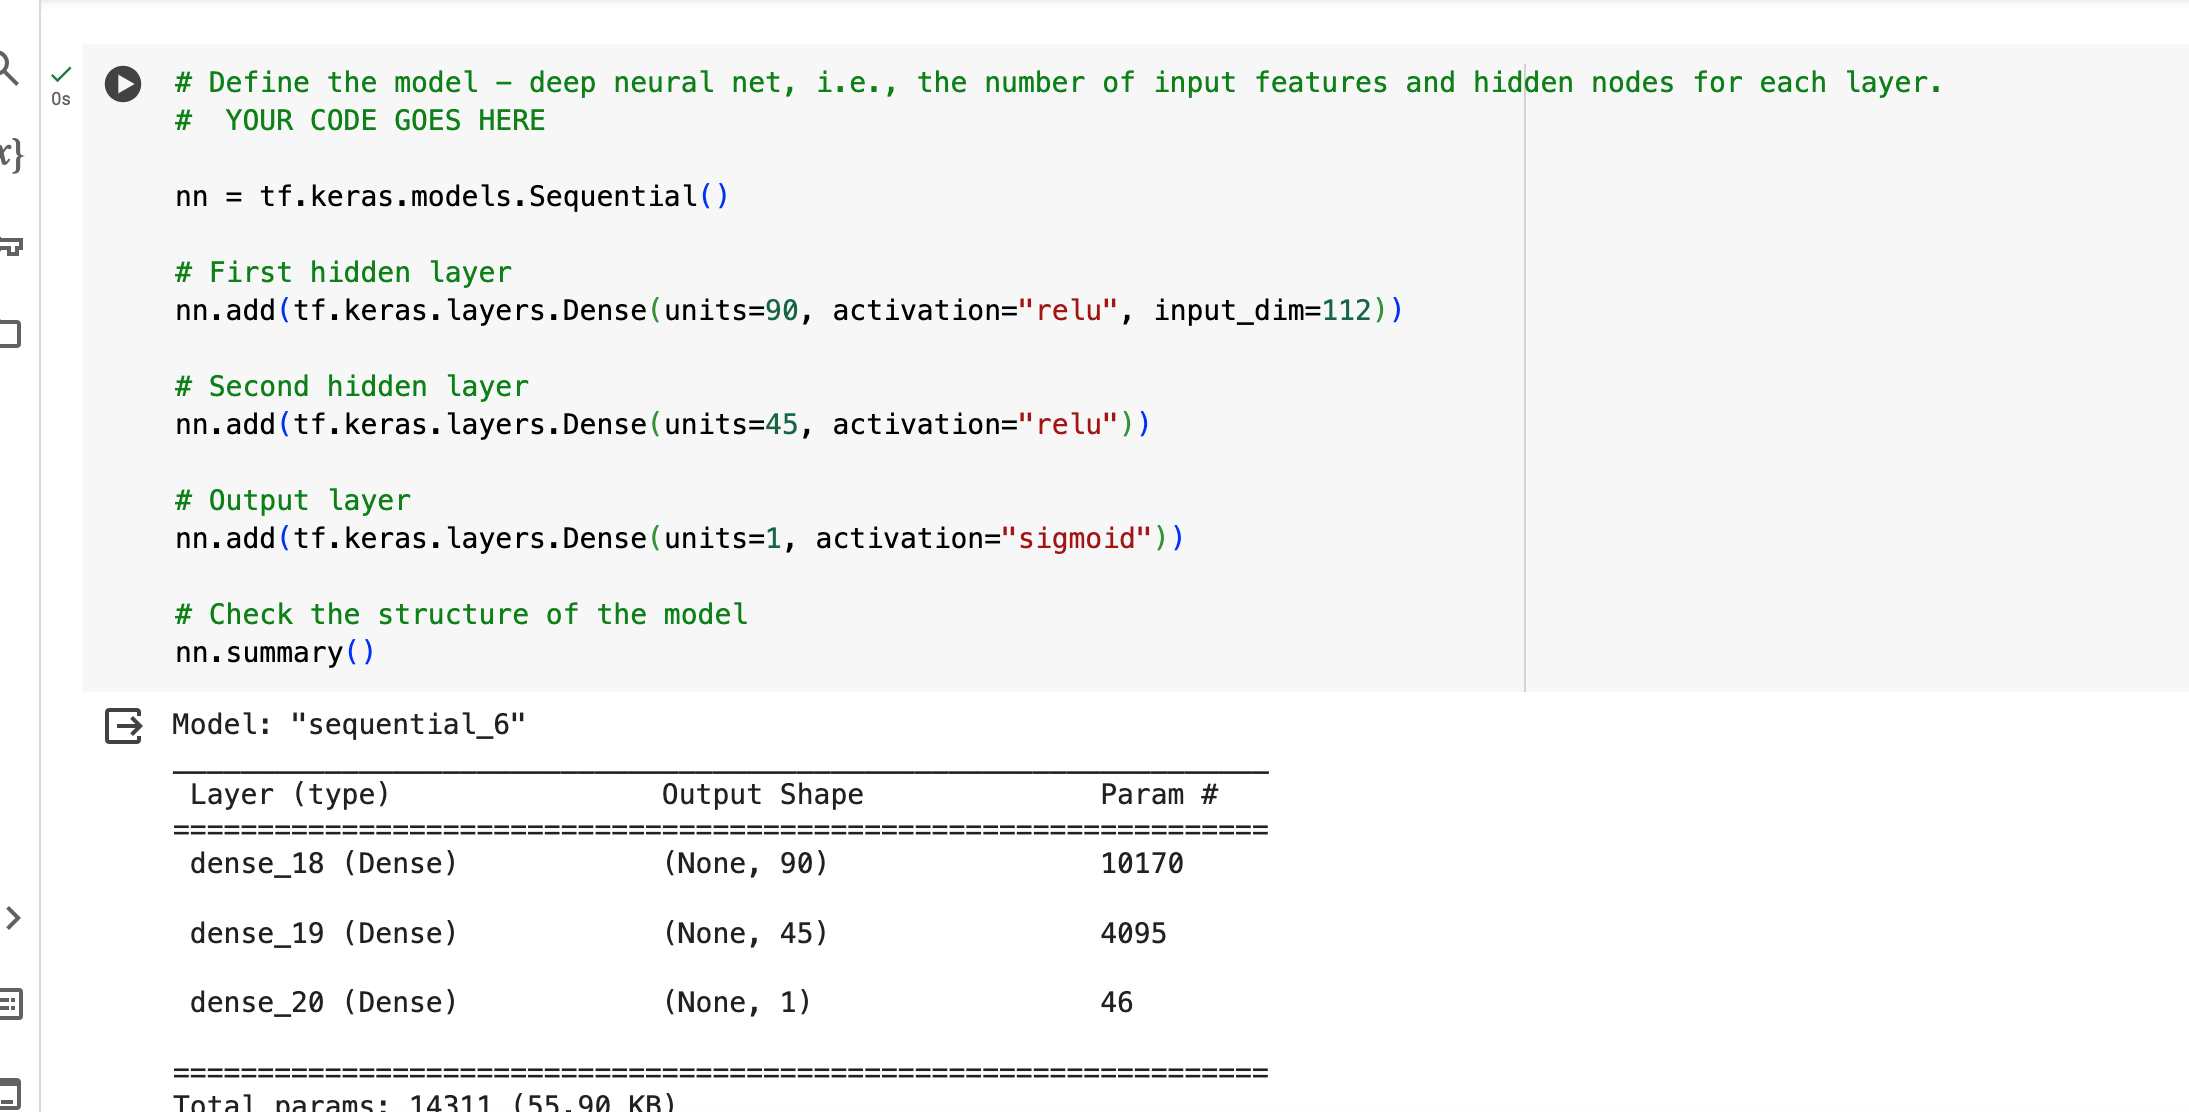 # Define the model – deep neural net, i.e., the number of input features and hidden nodes for each layer.
0s
#  YOUR CODE GOES HERE
nn = tf.keras.models.Sequential()
# First hidden layer
nn.add(tf.keras.layers.Dense(units=90, activation="relu", input_dim=112))
# Second hidden layer
nn.add(tf.keras.layers.Dense(units=45, activation="relu"))
# Output layer
nn.add(tf.keras.layers.Dense(units=1, activation="sigmoid"))
# Check the structure of the model
nn.summary()
Model: "sequential_6"
Layer (type) Output Shape Param #
=================================================================
dense_18 (Dense) (None, 90) 10170
dense_19 (Dense) (None, 45) 4095
dense_20 (Dense) (None, 1) 46
=================================================================
Total params: 14311 (55.90 KB)